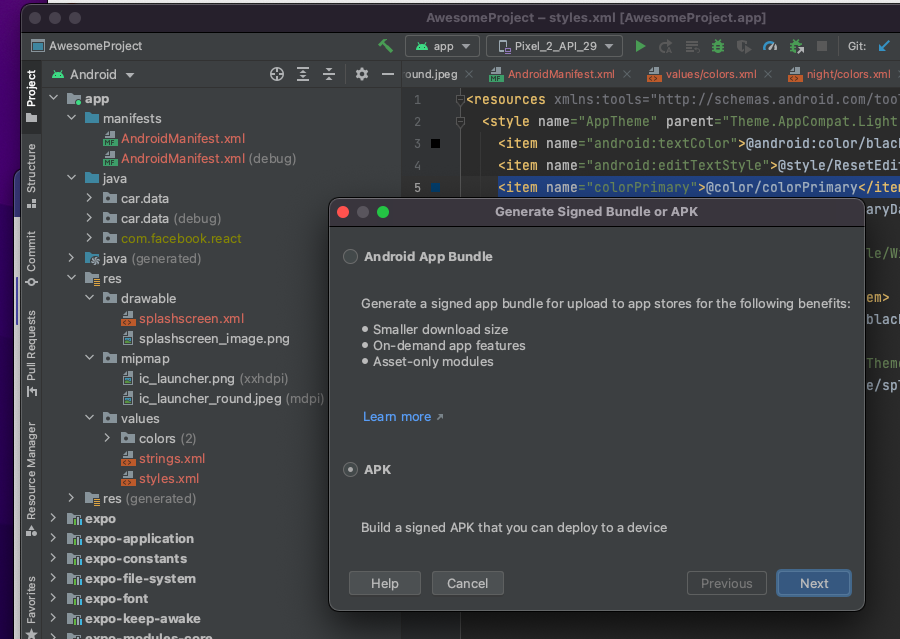 AwesomeProject – styles.xml [AwesomeProject.app]
AwesomeProject
app
Pixel_2_API_29
Git:
Android
ound.jpeg
AndroidManifest.xml
values/colors.xml
night/colors.xml
Project
Structure
Commit
Pull Requests
Resource Manager
Favorites
app
manifests
AndroidManifest.xml
AndroidManifest.xml (debug)
java
car.data
car.data (debug)
com.facebook.react
java (generated)
res
drawable
splashscreen.xml
splashscreen_image.png
mipmap
ic_launcher.png (xxhdpi)
ic_launcher_round.jpeg (mdpi)
values
colors (2)
strings.xml
styles.xml
res (generated)
expo
expo-application
expo-constants
expo-file-system
expo-font
expo-keep-awake
expo-modules-core
1 <resources xmlns:tools="http://schemas.android.com/tool
2 <style name="AppTheme" parent="Theme.AppCompat.Light
3 <item name="android:textColor">@android:color/black
4 <item name="android:editTextStyle">@style/ResetEdi
5 <item name="colorPrimary">@color/colorPrimary</item
aryDa
le/Wi
em>
black
Theme
e/spl
Generate Signed Bundle or APK
Android App Bundle
Generate a signed app bundle for upload to app stores for the following benefits:
• Smaller download size
• On-demand app features
• Asset-only modules
Learn more ↗
APK
Build a signed APK that you can deploy to a device
Help
Cancel
Previous
Next